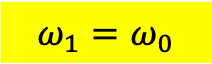 𝜔₁ = 𝜔₀